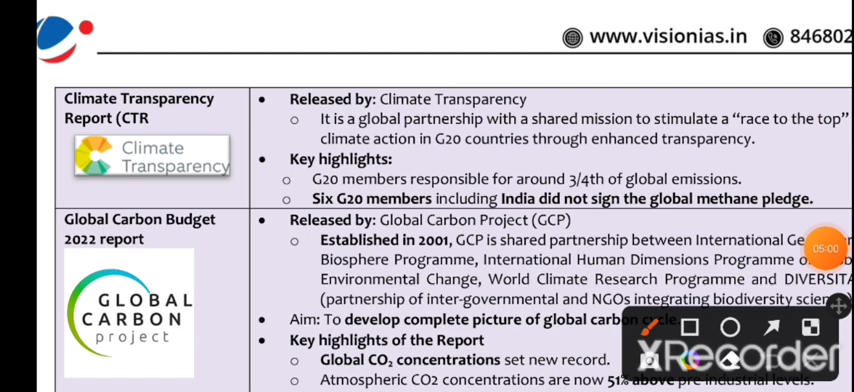 www.visionias.in 846802
Climate Transparency
Report (CTR
Climate
Transparency
• Released by: Climate Transparency
o It is a global partnership with a shared mission to stimulate a “race to the top”
climate action in G20 countries through enhanced transparency.
• Key highlights:
o G20 members responsible for around 3/4th of global emissions.
o Six G20 members including India did not sign the global methane pledge.
Global Carbon Budget
2022 report
GLOBAL
CARBON
project
• Released by: Global Carbon Project (GCP)
o Established in 2001, GCP is shared partnership between International
Biosphere Programme, International Human Dimensions Programme
Environmental Change, World Climate Research Programme and DIVERSITA
(partnership of inter-governmental and NGOs integrating biodiversity
• Aim: To develop complete picture of global carbon cycle.
• Key highlights of the Report
o Global CO₂ concentrations set new record.
o Atmospheric CO2 concentrations are now 51% above pre industrial levels.
05:00
XRecorder